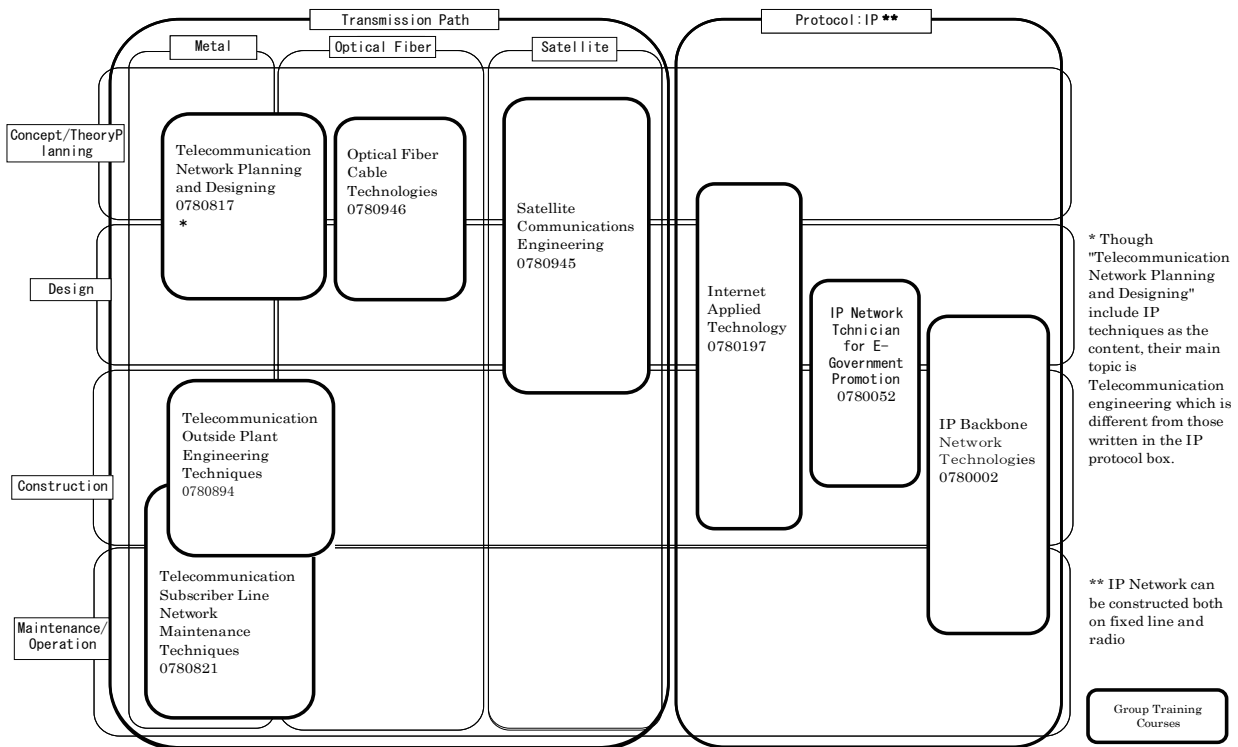 Transmission Path
Protocol:IP **
Metal
Optical Fiber
Satellite
Concept/TheoryP
lanning
Telecommunication
Network Planning
and Designing
0780817
*
Optical Fiber
Cable
Technologies
0780946
Satellite
Communications
Engineering
0780945
Design
Internet
Applied
Technology
0780197
IP Network
Tchnician
for E-
Government
Promotion
0780052
IP Backbone
Network
Technologies
0780002
Construction
Telecommunication
Outside Plant
Engineering
Techniques
0780894
Maintenance/
Operation
Telecommunication
Subscriber Line
Network
Maintenance
Techniques
0780821
* Though
"Telecommunication
Network Planning
and Designing"
include IP
techniques as the
content, their main
topic is
Telecommunication
engineering which is
different from those
written in the IP
protocol box.
** IP Network can
be constructed both
on fixed line and
radio
Group Training
Courses